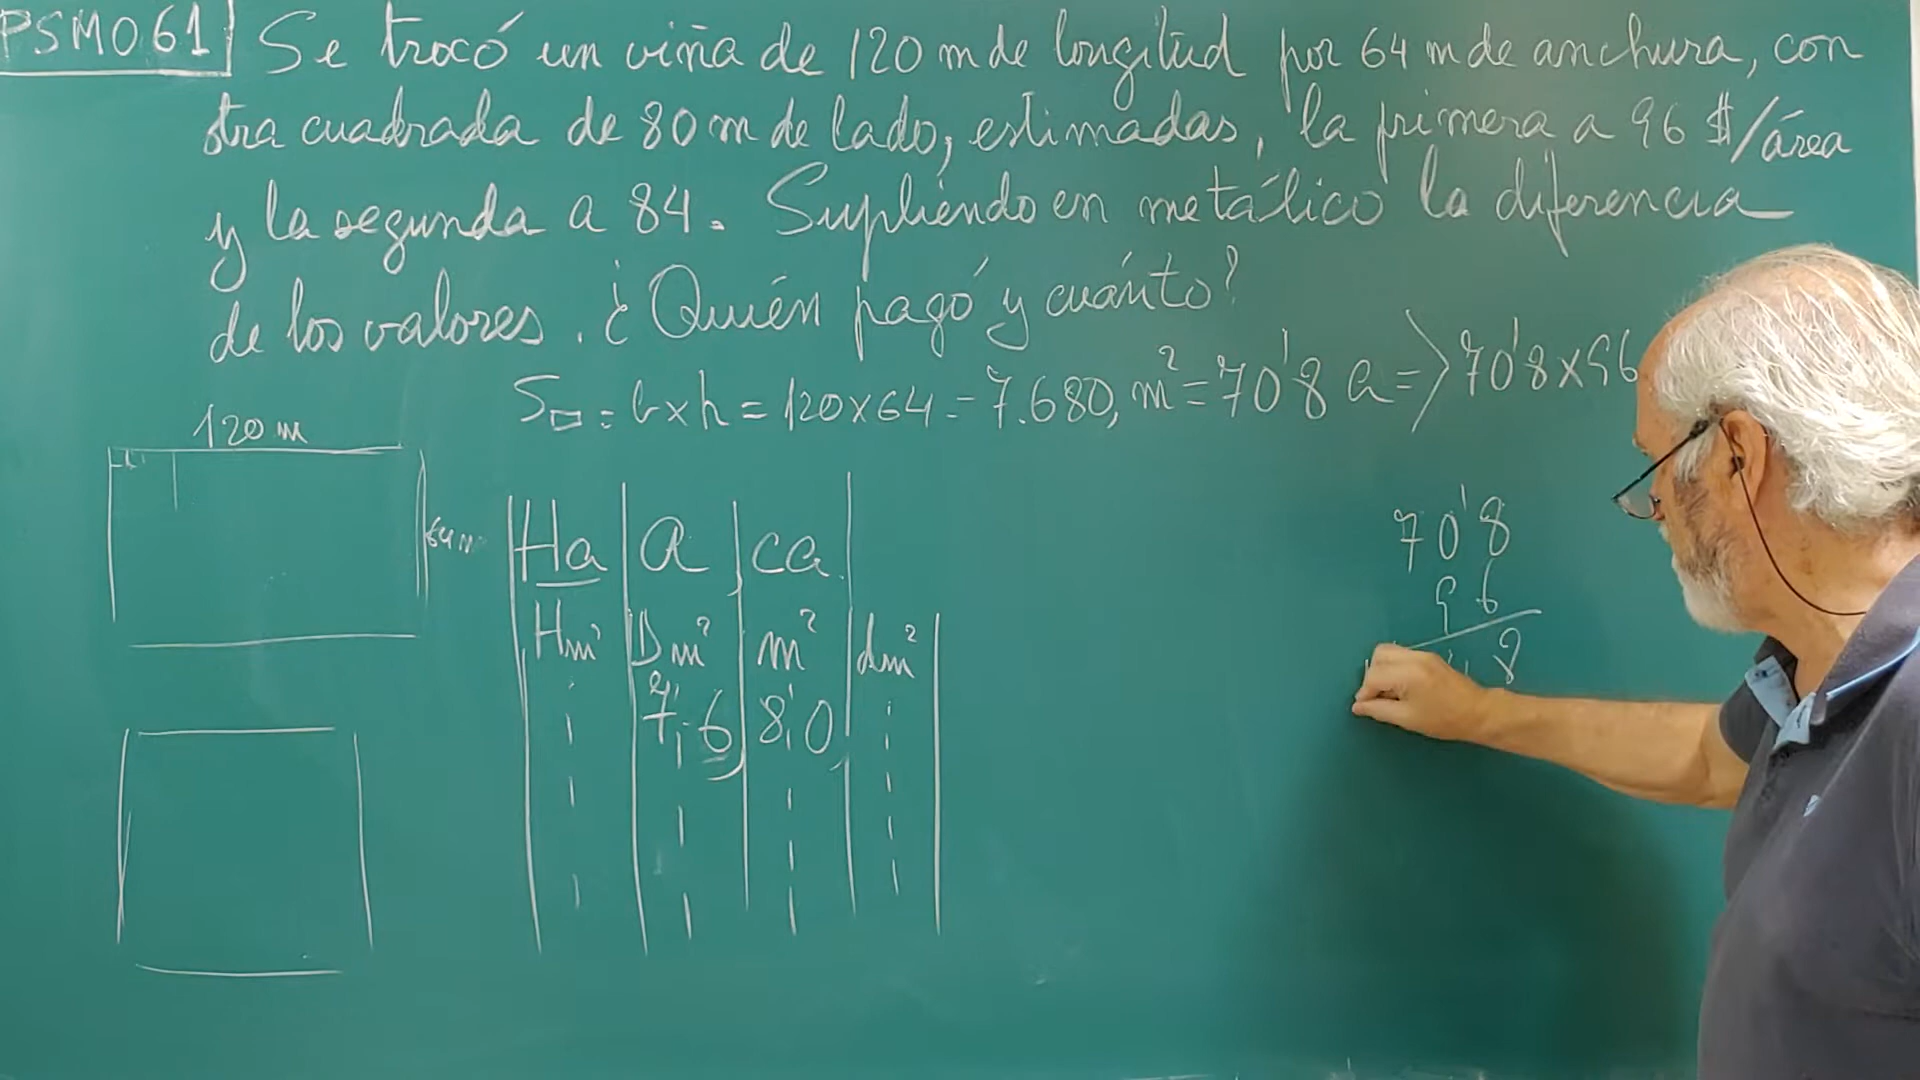 PSM061 Se trocó un viña de 120 m de longitud por 64 m de anchura, con
otra cuadrada de 80 m de lado, estimadas, la primera a 96 $/área
y la segunda a 84. Supliendo en metálico la diferencia
de los valores. ¿Quién pagó y cuánto?
S▭ = b x h = 120 x 64 = 7.680, m² = 70'8 a => 70'8 x 96
120 m
64 m
Ha a ca
Hm² Dm² m² dm²
7 6 8 0
70'8
96
8